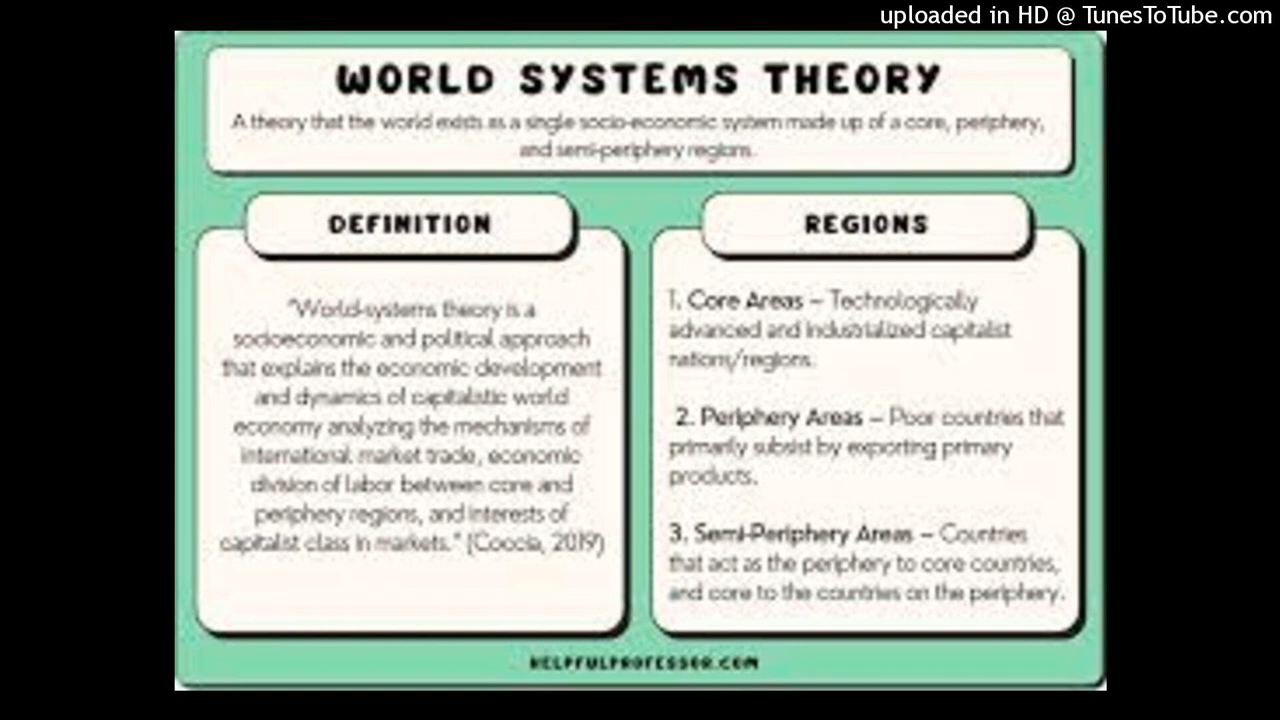 uploaded in HD @ TunesToTube.com
WORLD SYSTEMS THEORY
A theory that the world exists as a single socio-economic system made up of a core, periphery,
and semi-periphery regions.
DEFINITION
"World-systems theory is a
socioeconomic and political approach
that explains the economic development
and dynamics of capitalistic world
economy analyzing the mechanisms of
international market trade, economic
division of labor between core and
periphery regions, and interests of
capitalist class in markets." (Coccia, 2019)
REGIONS
1. Core Areas – Technologically
advanced and industrialized capitalist
nations/regions.
2. Periphery Areas – Poor countries that
primarily subsist by exporting primary
products.
3. Semi-Periphery Areas – Countries
that act as the periphery to core countries,
and core to the countries on the periphery.
HELPFULPROFESSOR.COM